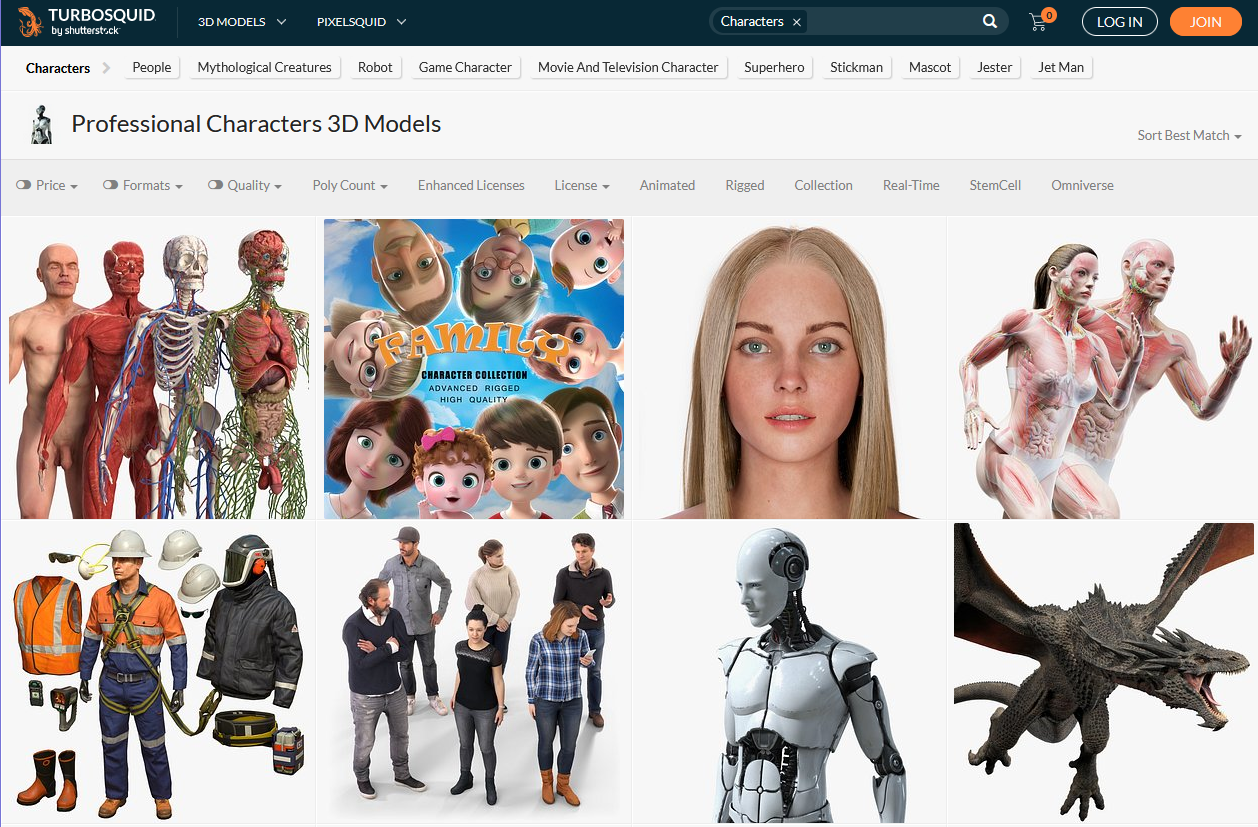 TURBOSQUID
by shutterstock
3D MODELS
PIXELSQUID
Characters ×
0
LOG IN
JOIN
Characters
People
Mythological Creatures
Robot
Game Character
Movie And Television Character
Superhero
Stickman
Mascot
Jester
Jet Man
Professional Characters 3D Models
Sort Best Match
Price
Formats
Quality
Poly Count
Enhanced Licenses
License
Animated
Rigged
Collection
Real-Time
StemCell
Omniverse
FAMILY
CHARACTER COLLECTION
ADVANCED RIGGED
HIGH QUALITY